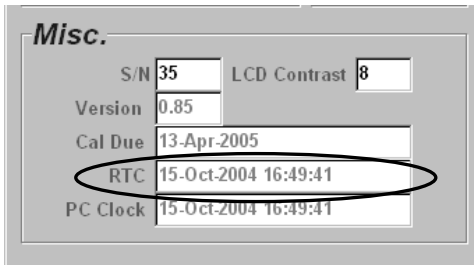 Misc.
S/N 35 LCD Contrast 8
Version 0.85
Cal Due 13-Apr-2005
RTC 15-Oct-2004 16:49:41
PC Clock 15-Oct-2004 16:49:41